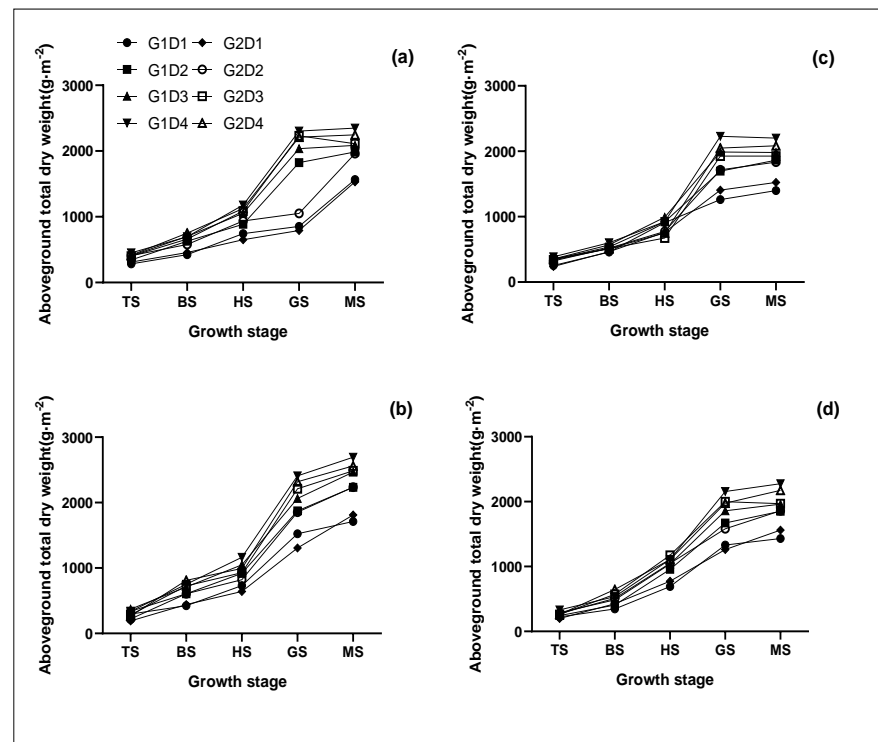 G1D1 G2D1
G1D2 G2D2
G1D3 G2D3
G1D4 G2D4
(a)
Aboveground total dry weight(g·m-2)
3000
2000
1000
0
TS BS HS GS MS
Growth stage
(c)
Aboveground total dry weight(g·m-2)
3000
2000
1000
0
TS BS HS GS MS
Growth stage
(b)
Aboveground total dry weight(g·m-2)
3000
2000
1000
0
TS BS HS GS MS
Growth stage
(d)
Aboveground total dry weight(g·m-2)
3000
2000
1000
0
TS BS HS GS MS
Growth stage